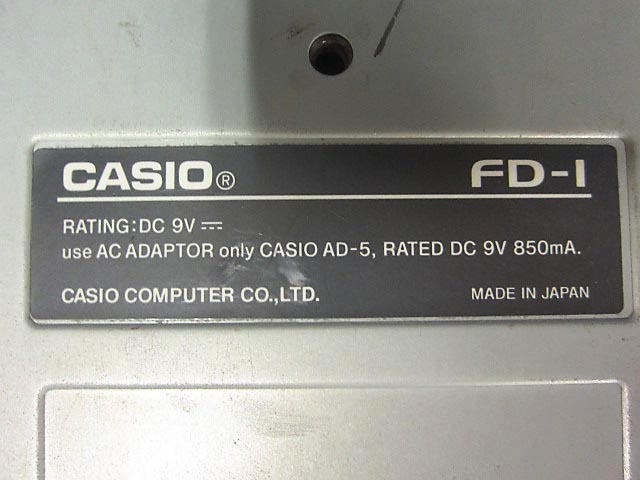 CASIO® FD-1
RATING: DC 9V ⎓
use AC ADAPTOR only CASIO AD-5, RATED DC 9V 850mA.
CASIO COMPUTER CO.,LTD. MADE IN JAPAN